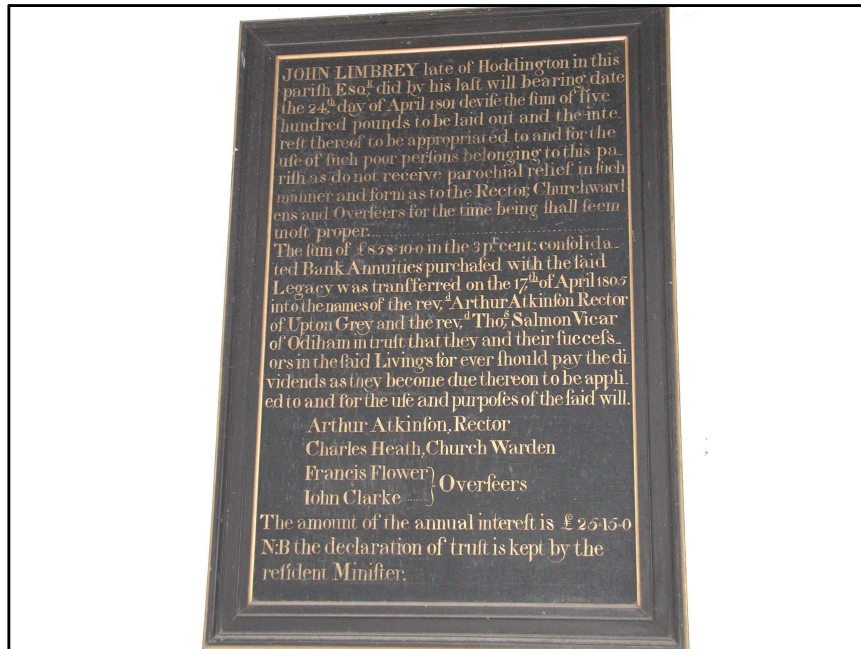 JOHN LIMBREY late of Hoddington in this
pariſh Esqᴿ, did by his laſt will bearing date
the 24,ᵗʰ day of April 1801 deviſe the ſum of five
hundred pounds to be laid out and the inte-
reſt thereof to be appropriated to and for the
uſe of ſuch poor perſons belonging to this pa-
riſh as do not receive parochial relief in ſuch
manner and form as to the Rector, Churchward
ens and Overſeers for the time being ſhall ſeem
moſt proper.
The ſum of £858-10-0 in the 3 pʳ cent: conſolida-
ted Bank Annuities purchaſed with the ſaid
Legacy was tranſferred on the 17,ᵗʰ of April 1805
into the names of the rev,ᵈ Arthur Atkinſon Rector
of Upton Grey and the rev,ᵈ Tho,ˢ Salmon Vicar
of Odiham in truſt that they and their ſucceſs-
ors in the ſaid Livings for ever ſhould pay the di
vidends as they become due thereon to be appli-
ed to and for the uſe and purpoſes of the ſaid will.
Arthur Atkinſon, Rector
Charles Heath, Church Warden
Francis Flower } Overſeers
Iohn Clarke
The amount of the annual intereſt is £25-15-0
N:B the declaration of truſt is kept by the
reſident Miniſter.